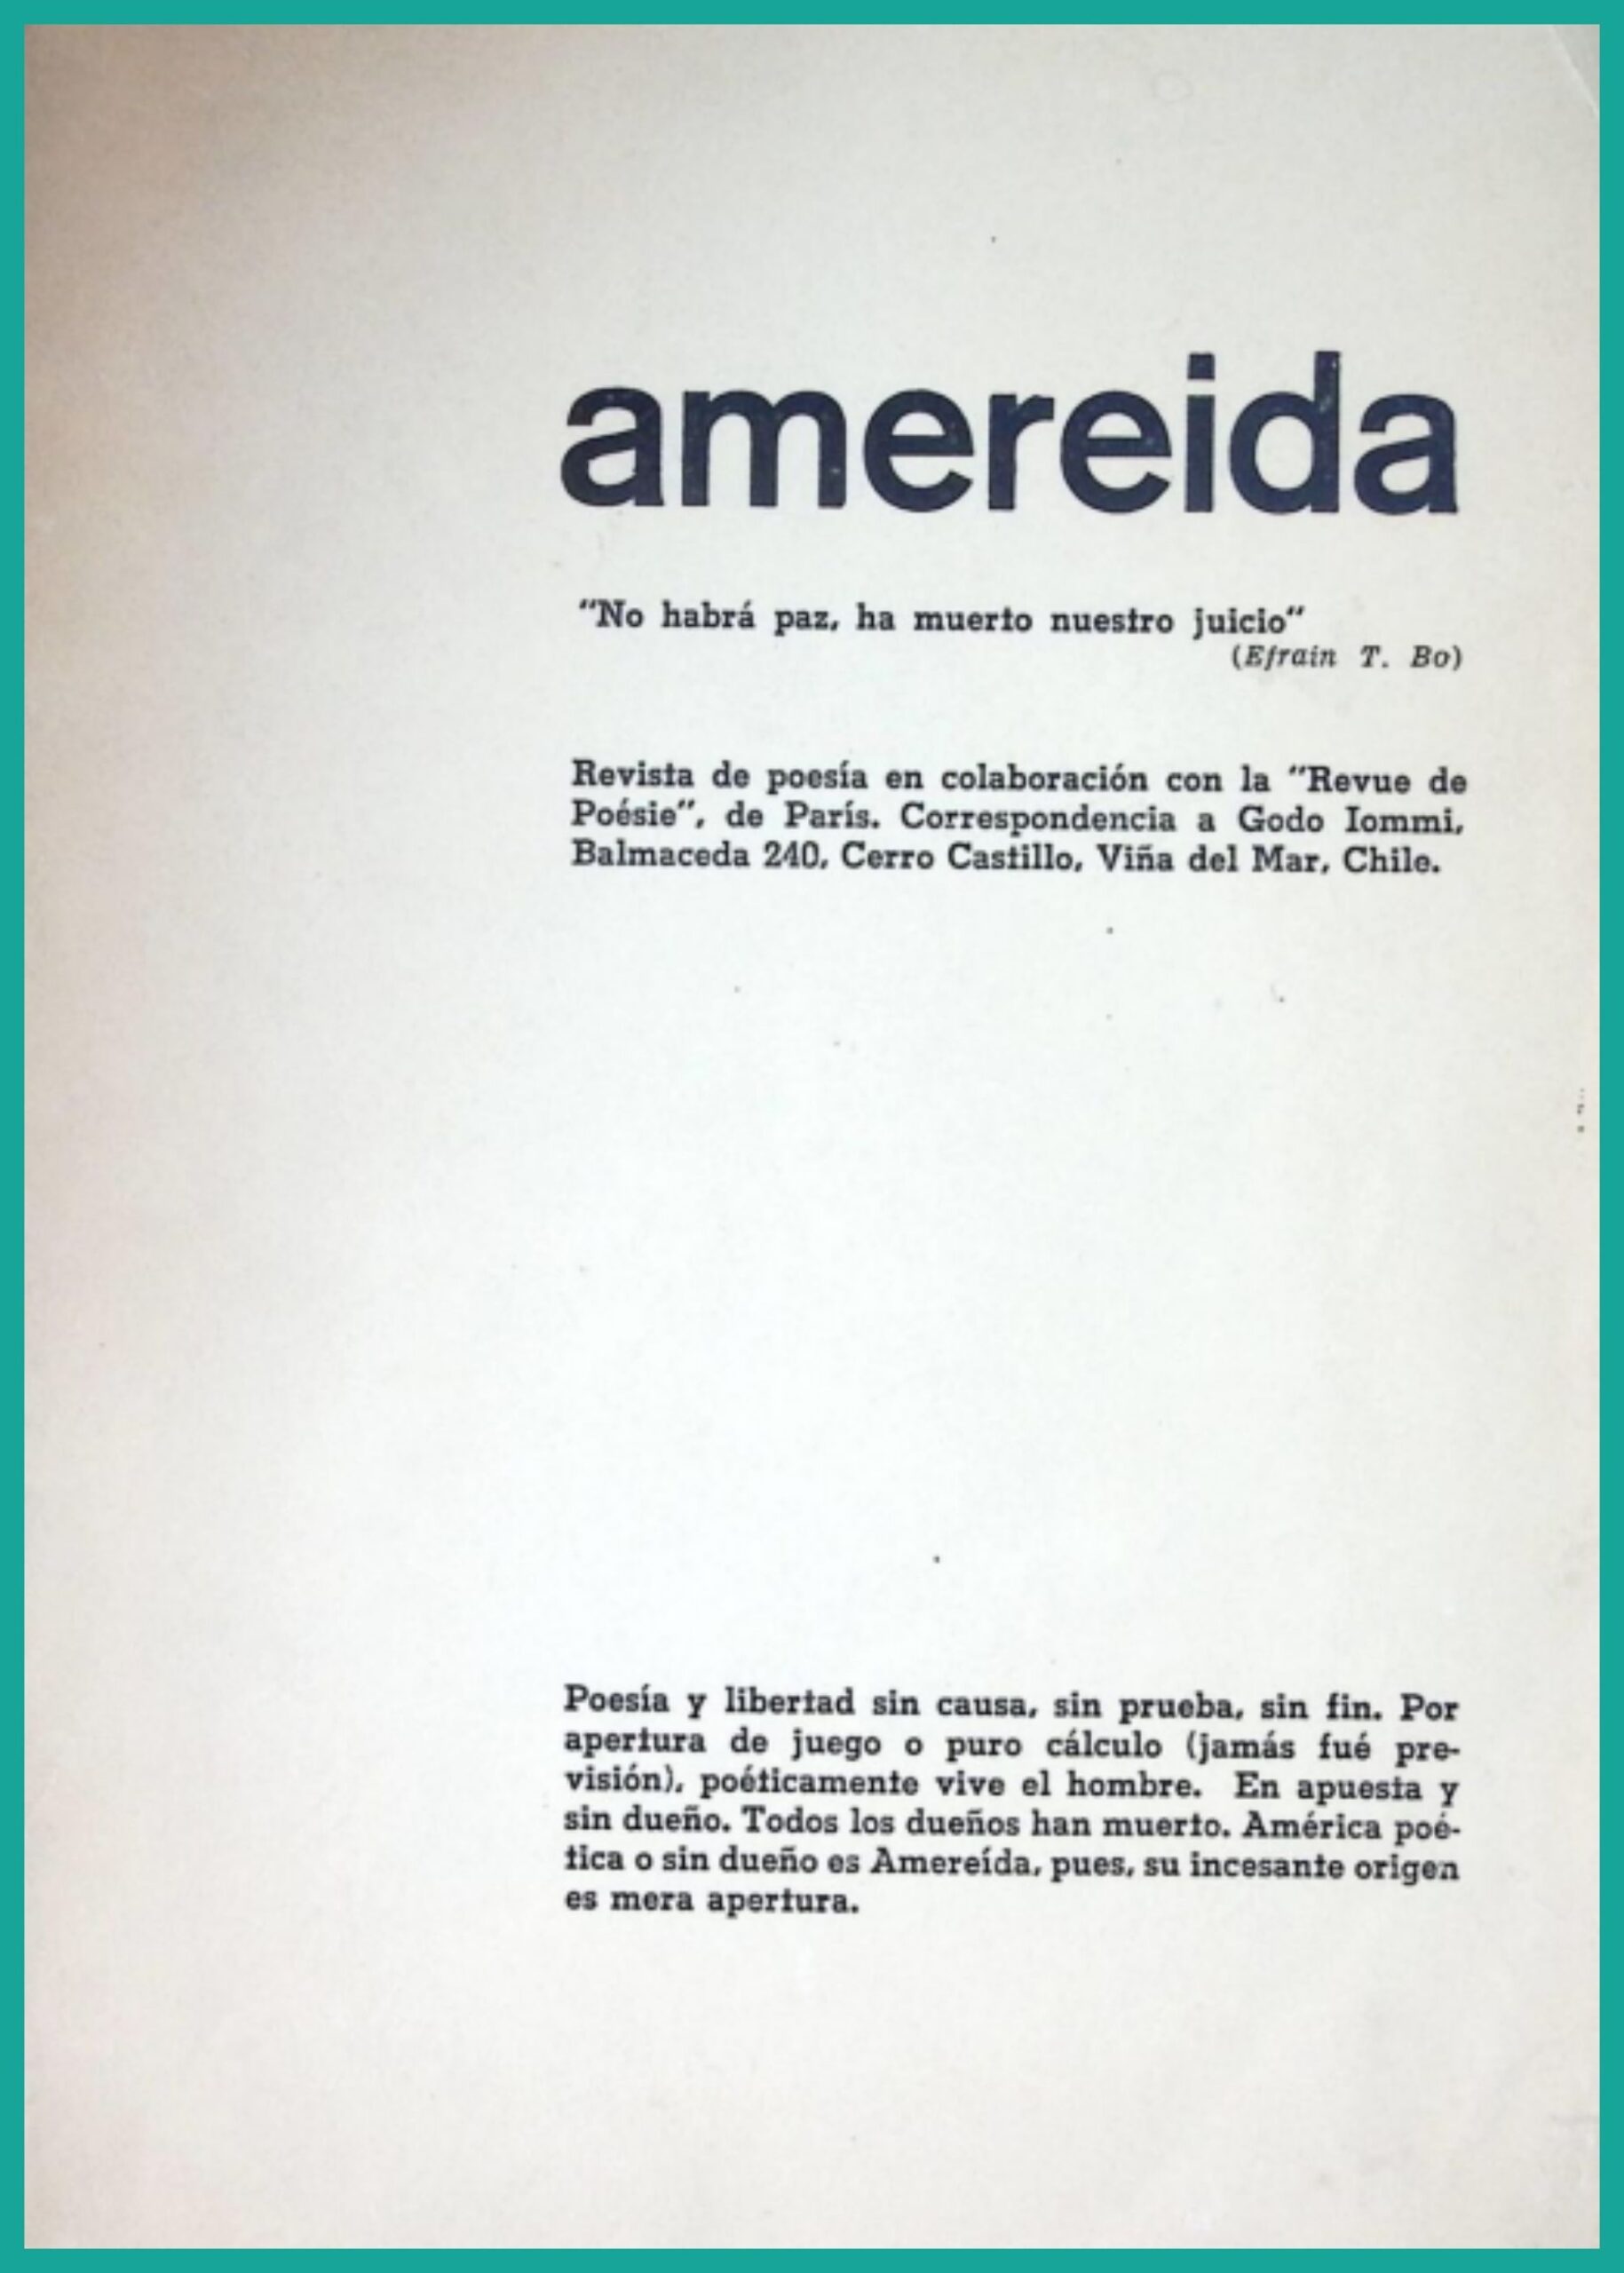 amereida
“No habrá paz, ha muerto nuestro juicio“
(Efrain T. Bo)
Revista de poesía en colaboración con la “Revue de
Poésie”, de París. Correspondencia a Godo Iommi,
Balmaceda 240, Cerro Castillo, Viña del Mar, Chile.
Poesía y libertad sin causa, sin prueba, sin fin. Por
apertura de juego o puro cálculo (jamás fué pre-
visión), poéticamente vive el hombre. En apuesta y
sin dueño. Todos los dueños han muerto. América poé-
tica o sin dueño es Amereída, pues, su incesante origen
es mera apertura.